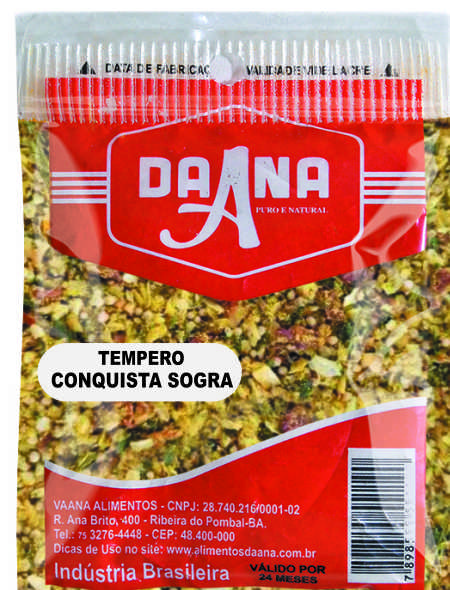 DATA DE FABRICAÇ VALIDADE VIDE LACRE
DAANA
PURO E NATURAL
TEMPERO
CONQUISTA SOGRA
VAANA ALIMENTOS - CNPJ: 28.740.216/0001-02
R. Ana Brito, 400 - Ribeira do Pombal-BA.
Tel.: 75 3276-4448 - CEP: 48.400-000
Dicas de Uso no site: www.alimentosdaana.com.br
Indústria Brasileira
VÁLIDO POR
24 MESES
7898